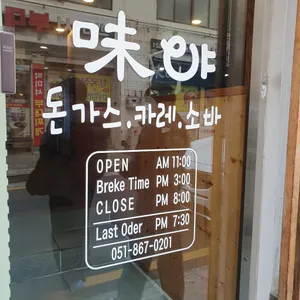 味야
돈가스.카레.소바
OPEN AM 11:00
Breke Time PM 3:00
CLOSE PM 8:00
Last Oder PM 7:30
051-867-0201